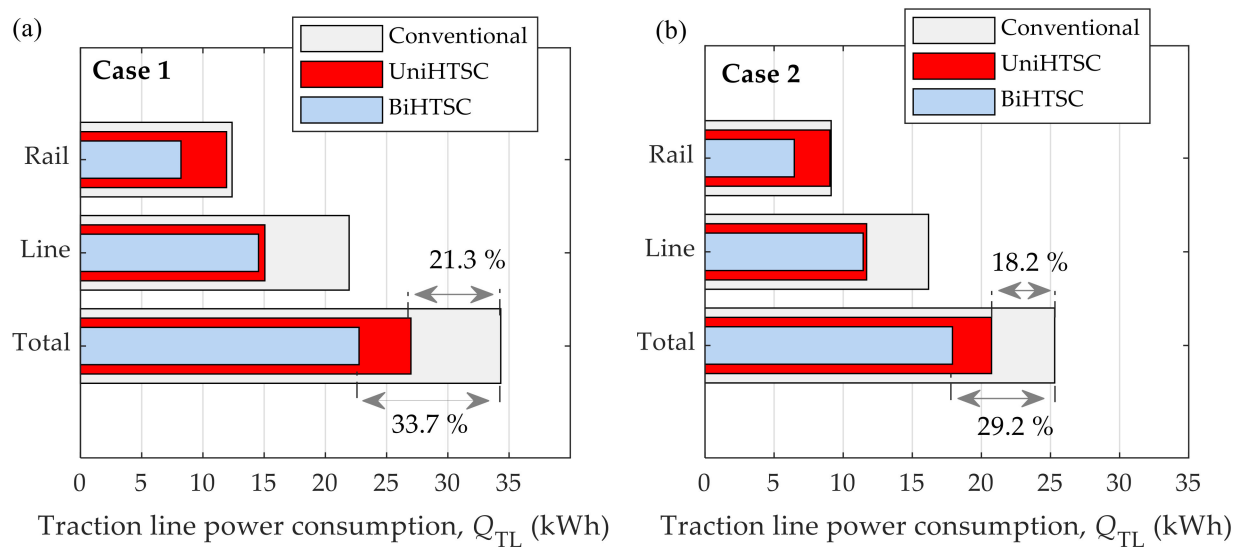 (a)
Conventional
UniHTSC
BiHTSC
Case 1
Rail
Line
Total
21.3 %
33.7 %
0 5 10 15 20 25 30 35
Traction line power consumption, Q_TL (kWh)
(b)
Conventional
UniHTSC
BiHTSC
Case 2
Rail
Line
Total
18.2 %
29.2 %
0 5 10 15 20 25 30 35
Traction line power consumption, Q_TL (kWh)